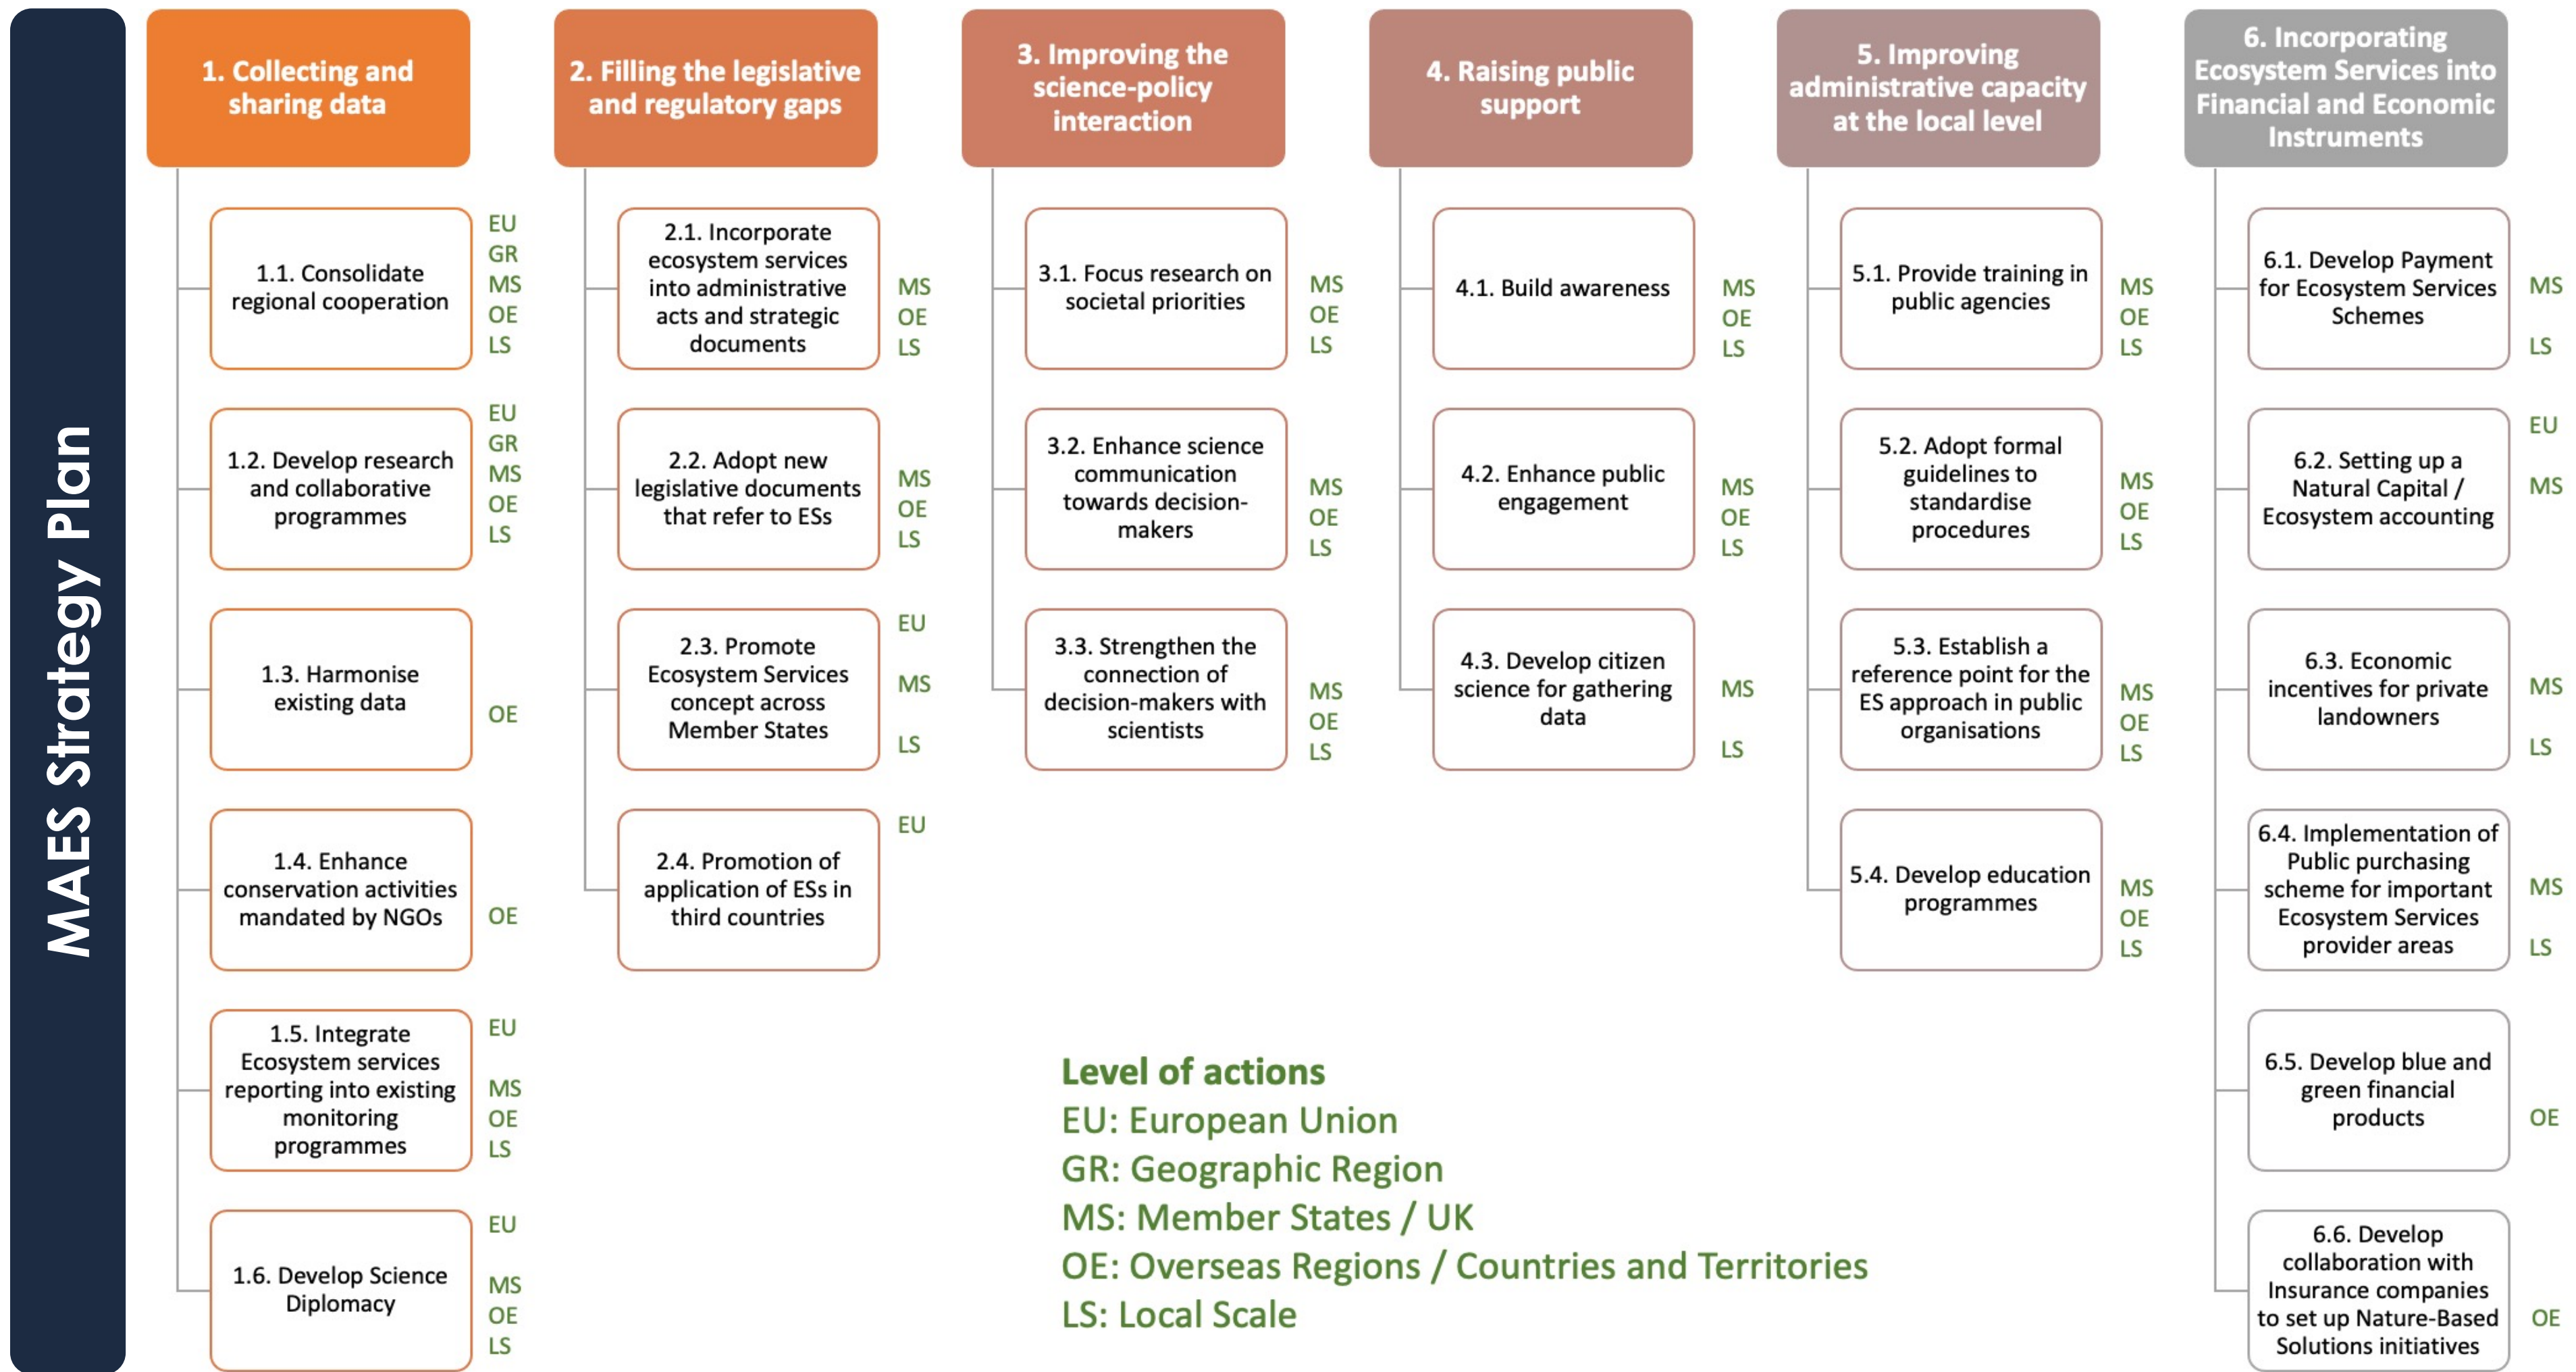 MAES Strategy Plan
1. Collecting and
sharing data
1.1. Consolidate
regional cooperation
EU
GR
MS
OE
LS
1.2. Develop research
and collaborative
programmes
EU
GR
MS
OE
LS
1.3. Harmonise
existing data
OE
1.4. Enhance
conservation activities
mandated by NGOs
OE
1.5. Integrate
Ecosystem services
reporting into existing
monitoring
programmes
EU
MS
OE
LS
1.6. Develop Science
Diplomacy
EU
MS
OE
LS
2. Filling the legislative
and regulatory gaps
2.1. Incorporate
ecosystem services
into administrative
acts and strategic
documents
MS
OE
LS
2.2. Adopt new
legislative documents
that refer to ESs
MS
OE
LS
2.3. Promote
Ecosystem Services
concept across
Member States
EU
MS
LS
2.4. Promotion of
application of ESs in
third countries
EU
3. Improving the
science-policy
interaction
3.1. Focus research on
societal priorities
MS
OE
LS
3.2. Enhance science
communication
towards decision-
makers
MS
OE
LS
3.3. Strengthen the
connection of
decision-makers with
scientists
MS
OE
LS
4. Raising public
support
4.1. Build awareness
MS
OE
LS
4.2. Enhance public
engagement
MS
OE
LS
4.3. Develop citizen
science for gathering
data
MS
LS
5. Improving
administrative capacity
at the local level
5.1. Provide training in
public agencies
MS
OE
LS
5.2. Adopt formal
guidelines to
standardise
procedures
MS
OE
LS
5.3. Establish a
reference point for the
ES approach in public
organisations
MS
OE
LS
5.4. Develop education
programmes
MS
OE
LS
6. Incorporating
Ecosystem Services into
Financial and Economic
Instruments
6.1. Develop Payment
for Ecosystem Services
Schemes
MS
LS
6.2. Setting up a
Natural Capital /
Ecosystem accounting
EU
MS
6.3. Economic
incentives for private
landowners
MS
LS
6.4. Implementation of
Public purchasing
scheme for important
Ecosystem Services
provider areas
MS
LS
6.5. Develop blue and
green financial
products
OE
6.6. Develop
collaboration with
Insurance companies
to set up Nature-Based
Solutions initiatives
OE
Level of actions
EU: European Union
GR: Geographic Region
MS: Member States / UK
OE: Overseas Regions / Countries and Territories
LS: Local Scale